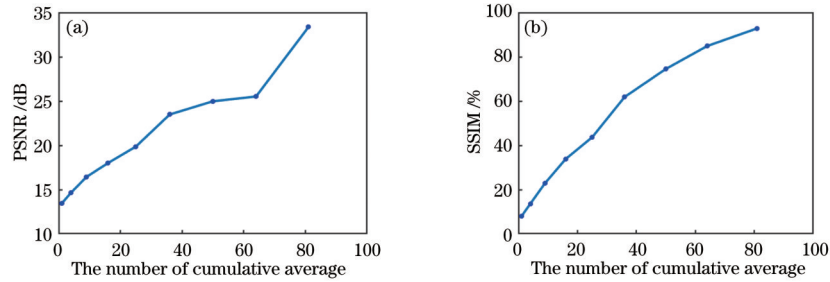 (a)
PSNR /dB
35
30
25
20
15
10
0 20 40 60 80 100
The number of cumulative average
(b)
SSIM /%
100
80
60
40
20
0
0 20 40 60 80 100
The number of cumulative average